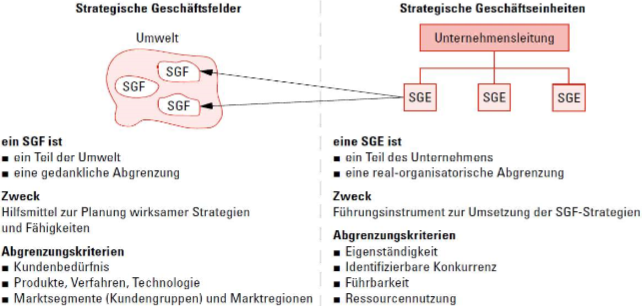 Strategische Geschäftsfelder
Umwelt
SGF
SGF
SGF
ein SGF ist
■ ein Teil der Umwelt
■ eine gedankliche Abgrenzung
Zweck
Hilfsmittel zur Planung wirksamer Strategien
und Fähigkeiten
Abgrenzungskriterien
■ Kundenbedürfnis
■ Produkte, Verfahren, Technologie
■ Marktsegmente (Kundengruppen) und Marktregionen
Strategische Geschäftseinheiten
Unternehmensleitung
SGE
SGE
SGE
eine SGE ist
■ ein Teil des Unternehmens
■ eine real-organisatorische Abgrenzung
Zweck
Führungsinstrument zur Umsetzung der SGF-Strategien
Abgrenzungskriterien
■ Eigenständigkeit
■ Identifizierbare Konkurrenz
■ Führbarkeit
■ Ressourcennutzung